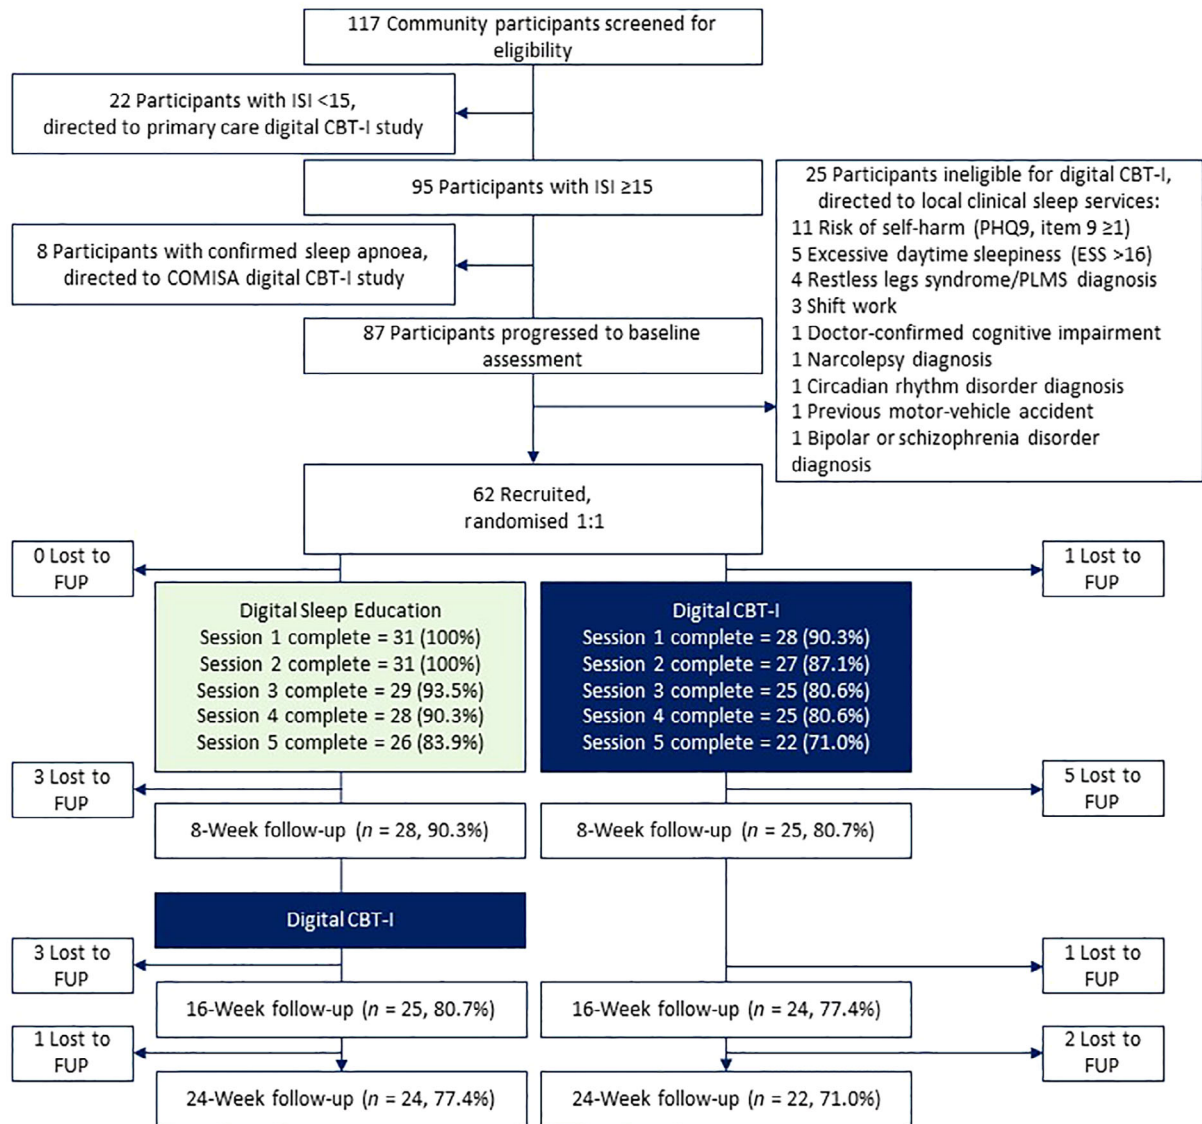 117 Community participants screened for
eligibility
22 Participants with ISI <15,
directed to primary care digital CBT-I study
95 Participants with ISI ≥15
25 Participants ineligible for digital CBT-I,
directed to local clinical sleep services:
11 Risk of self-harm (PHQ9, item 9 ≥1)
5 Excessive daytime sleepiness (ESS >16)
4 Restless legs syndrome/PLMS diagnosis
3 Shift work
1 Doctor-confirmed cognitive impairment
1 Narcolepsy diagnosis
1 Circadian rhythm disorder diagnosis
1 Previous motor-vehicle accident
1 Bipolar or schizophrenia disorder
diagnosis
8 Participants with confirmed sleep apnoea,
directed to COMISA digital CBT-I study
87 Participants progressed to baseline
assessment
62 Recruited,
randomised 1:1
0 Lost to
FUP
1 Lost to
FUP
Digital Sleep Education
Session 1 complete = 31 (100%)
Session 2 complete = 31 (100%)
Session 3 complete = 29 (93.5%)
Session 4 complete = 28 (90.3%)
Session 5 complete = 26 (83.9%)
Digital CBT-I
Session 1 complete = 28 (90.3%)
Session 2 complete = 27 (87.1%)
Session 3 complete = 25 (80.6%)
Session 4 complete = 25 (80.6%)
Session 5 complete = 22 (71.0%)
3 Lost to
FUP
5 Lost to
FUP
8-Week follow-up (n = 28, 90.3%)
8-Week follow-up (n = 25, 80.7%)
Digital CBT-I
3 Lost to
FUP
1 Lost to
FUP
16-Week follow-up (n = 25, 80.7%)
16-Week follow-up (n = 24, 77.4%)
1 Lost to
FUP
2 Lost to
FUP
24-Week follow-up (n = 24, 77.4%)
24-Week follow-up (n = 22, 71.0%)